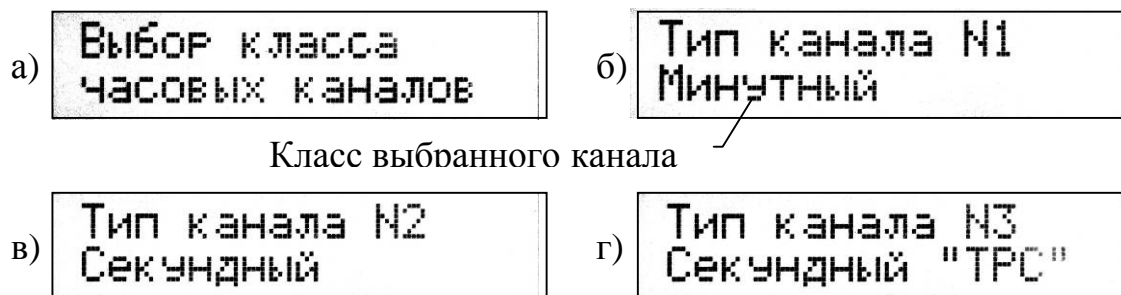 а) Выбор класса
часовых каналов
б) Тип канала N1
Минутный
Класс выбранного канала
в) Тип канала N2
Секундный
г) Тип канала N3
Секундный "ТРС"